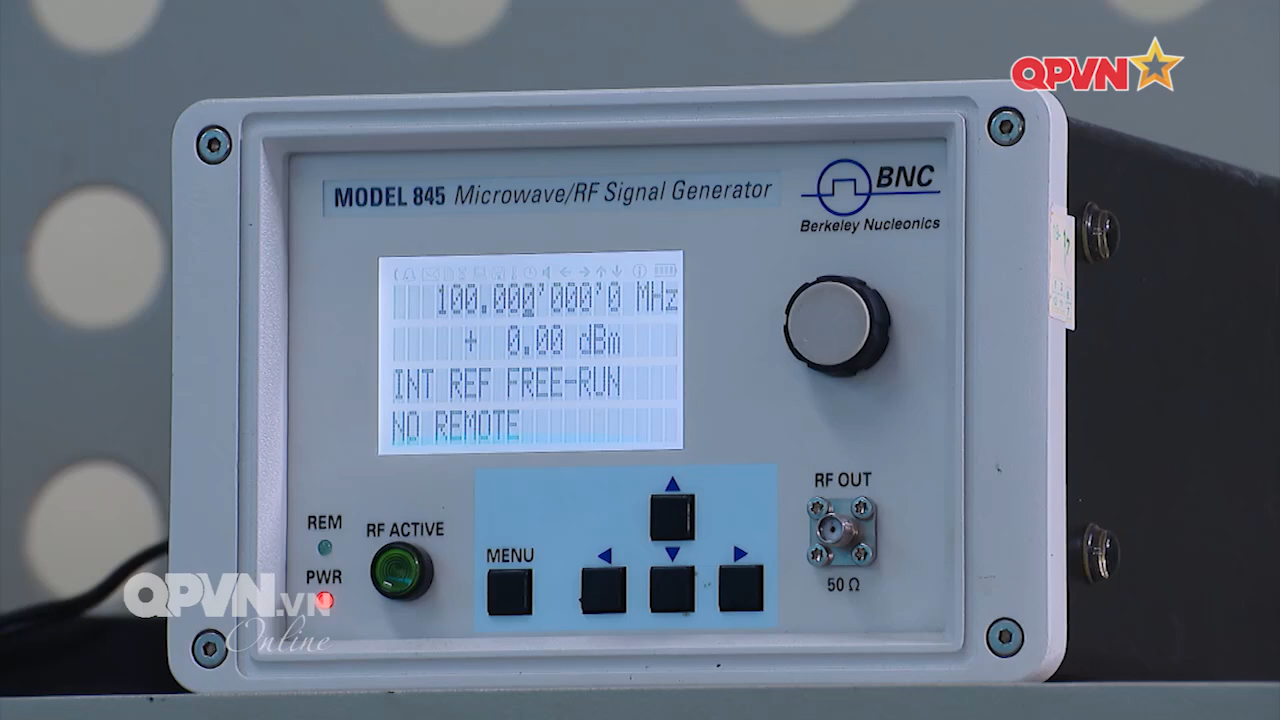 QPVN
MODEL 845 Microwave/RF Signal Generator
BNC
Berkeley Nucleonics
100.000'000'0 MHz
+ 0.00 dBm
INT REF FREE-RUN
NO REMOTE
REM
RF ACTIVE
PWR
MENU
RF OUT
50 Ω
QPVN.VN
Online